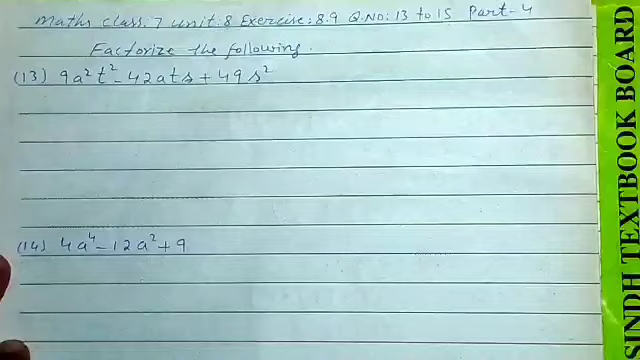 Maths class: 7 unit: 8 Exercise: 8.9 Q.NO: 13 to 15 Part-4
Factorize the following.
(13) 9a²t² - 42ats + 49s²
(14) 4a⁴ - 12a² + 9
SINDH TEXTBOOK BOARD